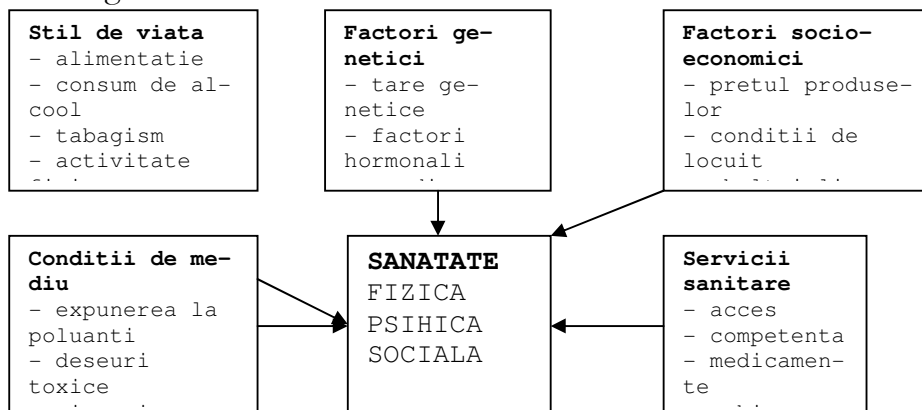 Stil de viata
- alimentatie
- consum de al-
cool
- tabagism
- activitate
Factori ge-
netici
- tare ge-
netice
- factori
hormonali
Factori socio-
economici
- pretul produse-
lor
- conditii de
locuit
Conditii de me-
diu
- expunerea la
poluanti
- deseuri
toxice
SANATATE
FIZICA
PSIHICA
SOCIALA
Servicii
sanitare
- acces
- competenta
- medicamen-
te